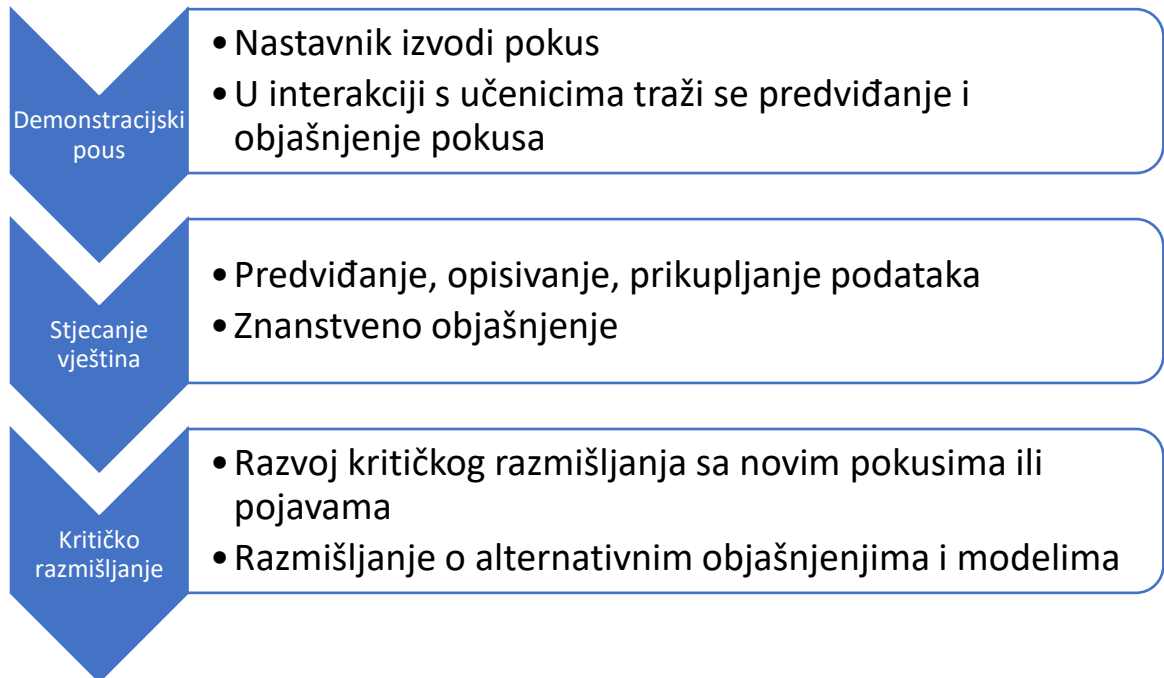 Demonstracijski
pous
• Nastavnik izvodi pokus
• U interakciji s učenicima traži se predviđanje i
objašnjenje pokusa
Stjecanje
vještina
• Predviđanje, opisivanje, prikupljanje podataka
• Znanstveno objašnjenje
Kritičko
razmišljanje
• Razvoj kritičkog razmišljanja sa novim pokusima ili
pojavama
• Razmišljanje o alternativnim objašnjenjima i modelima